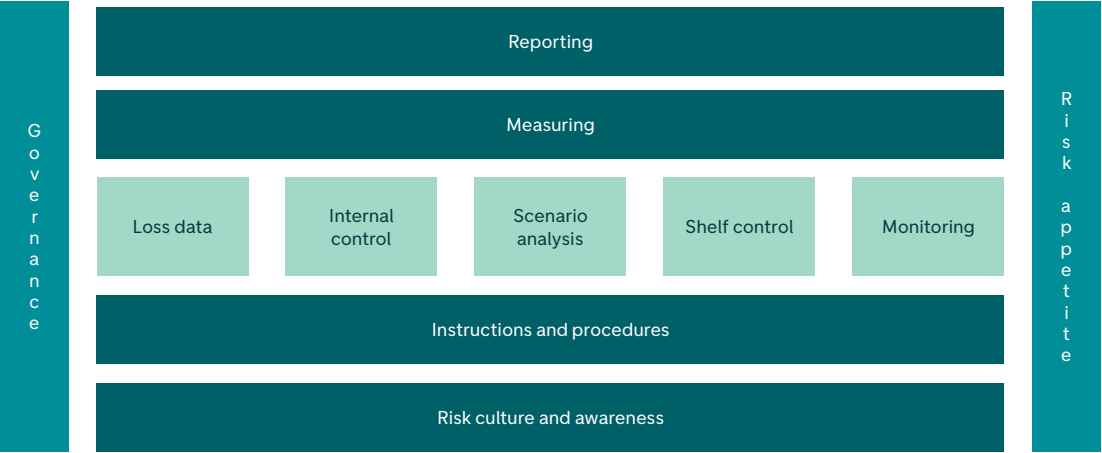 Governance
Reporting
Measuring
Loss data
Internal
control
Scenario
analysis
Shelf control
Monitoring
Instructions and procedures
Risk culture and awareness
Risk appetite